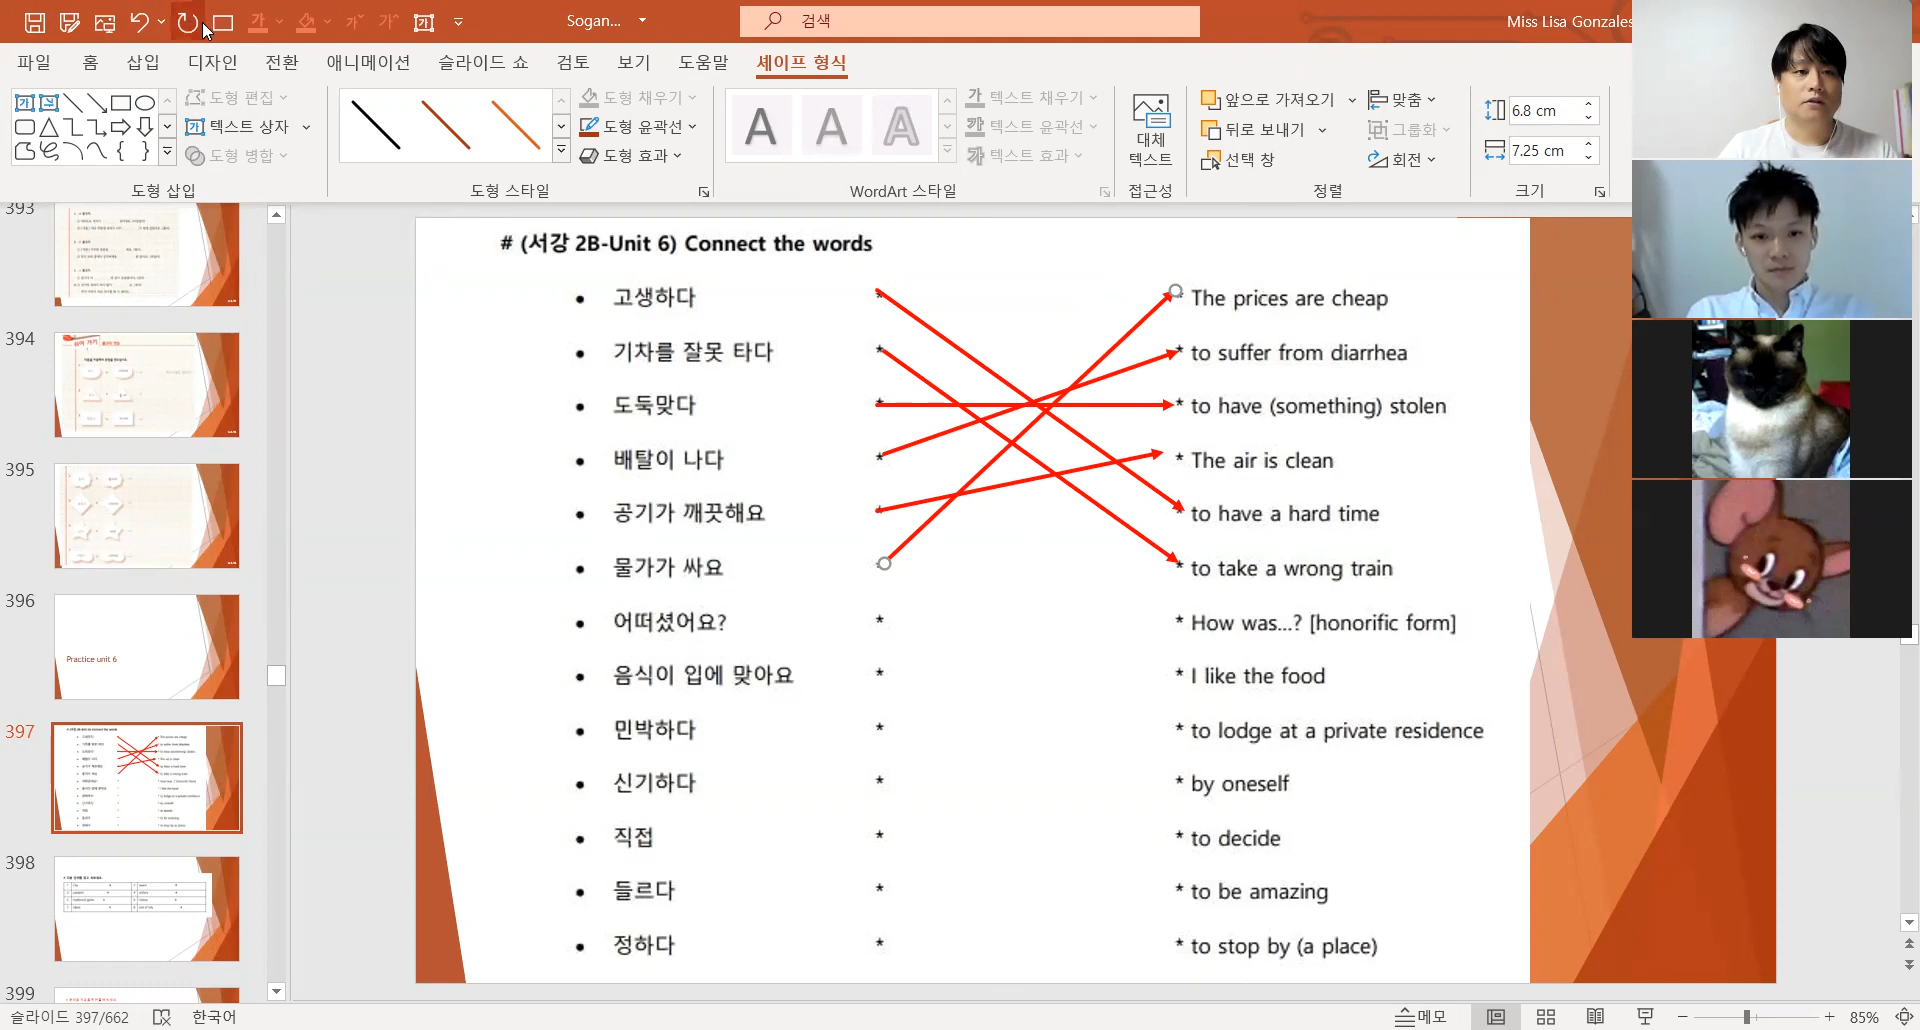 Sogan...
검색
Miss Lisa Gonzales
파일 홈 삽입 디자인 전환 애니메이션 슬라이드 쇼 검토 보기 도움말 셰이프 형식
도형 편집
텍스트 상자
도형 병합
도형 삽입
도형 채우기
도형 윤곽선
도형 효과
도형 스타일
A A A
텍스트 채우기
텍스트 윤곽선
텍스트 효과
WordArt 스타일
대체
텍스트
접근성
앞으로 가져오기
뒤로 보내기
선택 창
맞춤
그룹화
회전
정렬
6.8 cm
7.25 cm
크기
393
394
395
396
Practice unit 6
397
398
399
# (서강 2B-Unit 6) Connect the words
• 고생하다 * * The prices are cheap
• 기차를 잘못 타다 * * to suffer from diarrhea
• 도둑맞다 * * to have (something) stolen
• 배탈이 나다 * * The air is clean
• 공기가 깨끗해요 * * to have a hard time
• 물가가 싸요 * to take a wrong train
• 어떠셨어요? * * How was...? [honorific form]
• 음식이 입에 맞아요 * * I like the food
• 민박하다 * * to lodge at a private residence
• 신기하다 * * by oneself
• 직접 * * to decide
• 들르다 * * to be amazing
• 정하다 * * to stop by (a place)
슬라이드 397/662 한국어 메모 85%